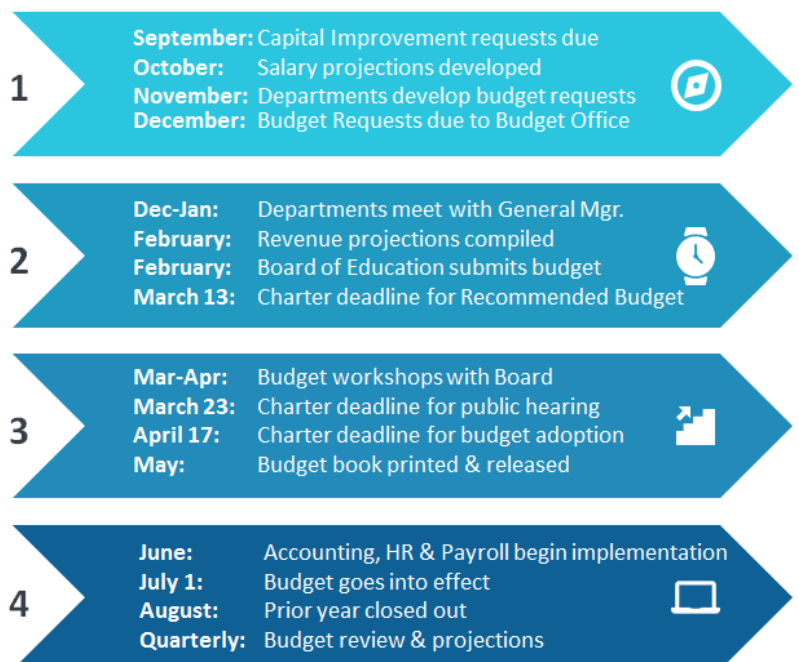 1
September: Capital Improvement requests due
October: Salary projections developed
November: Departments develop budget requests
December: Budget Requests due to Budget Office
2
Dec-Jan: Departments meet with General Mgr.
February: Revenue projections compiled
February: Board of Education submits budget
March 13: Charter deadline for Recommended Budget
3
Mar-Apr: Budget workshops with Board
March 23: Charter deadline for public hearing
April 17: Charter deadline for budget adoption
May: Budget book printed & released
4
June: Accounting, HR & Payroll begin implementation
July 1: Budget goes into effect
August: Prior year closed out
Quarterly: Budget review & projections